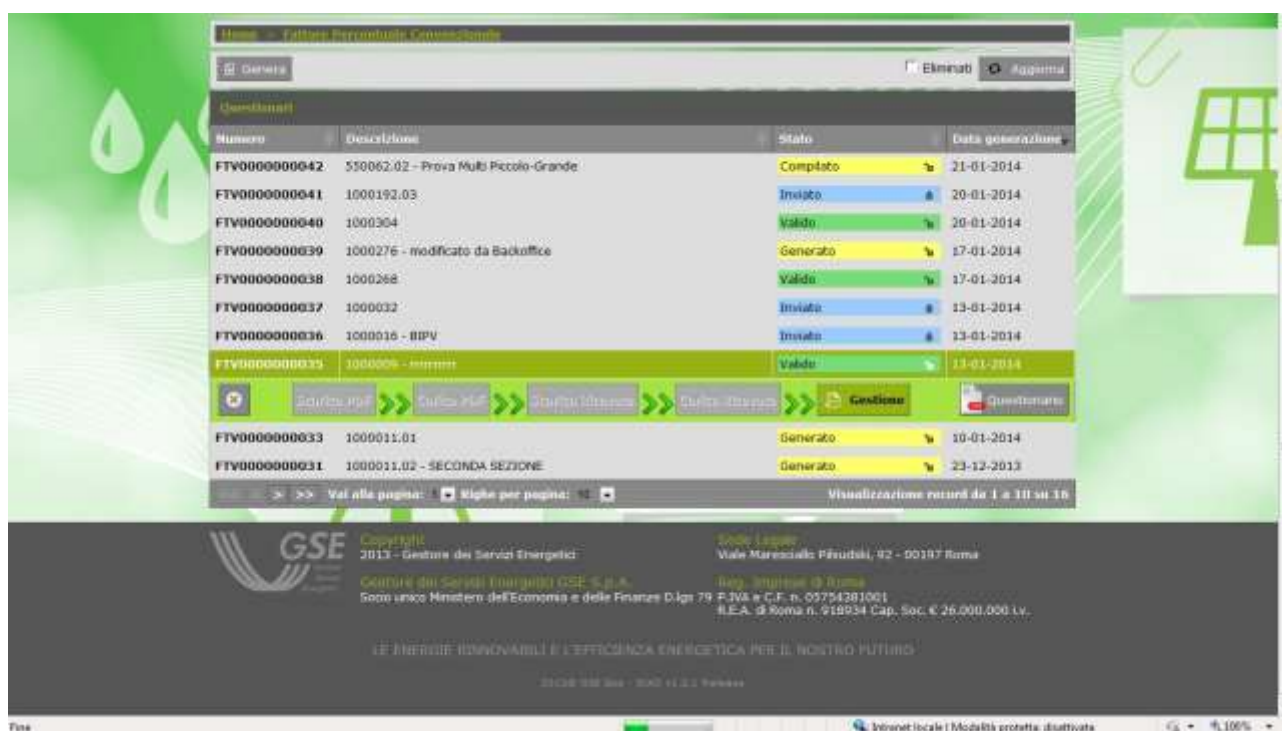 Home > Fattore Percentuale Convenzionale
Genera Eliminati Aggiorna
Questionari
Numero Descrizione Stato Data generazione
FTV0000000042 550062.02 - Prova Multi Piccolo-Grande Compilato 21-01-2014
FTV0000000041 1000192.03 Inviato 20-01-2014
FTV0000000040 1000304 Valido 20-01-2014
FTV0000000039 1000276 - modificato da Backoffice Generato 17-01-2014
FTV0000000038 1000268 Valido 17-01-2014
FTV0000000037 1000032 Inviato 13-01-2014
FTV0000000036 1000016 - BIPV Inviato 13-01-2014
FTV0000000035 1000009 - Valido 13-01-2014
Gestione Questionario
FTV0000000033 1000011.01 Generato 10-01-2014
FTV0000000031 1000011.02 - SECONDA SEZIONE Generato 23-12-2013
> >> Vai alla pagina: Righe per pagina: 10 Visualizzazione record da 1 a 10 su 16
GSE
Copyright
2013 - Gestore dei Servizi Energetici
Sede Legale
Viale Maresciallo Pilsudski, 92 - 00197 Roma
Gestore dei Servizi Energetici GSE S.p.A.
Socio unico Ministero dell'Economia e delle Finanze D.lgs 79
Reg. Imprese di Roma
P.IVA e C.F. n. 05754381001
R.E.A. di Roma n. 918934 Cap. Soc. € 26.000.000 i.v.
LE ENERGIE RINNOVABILI E L'EFFICIENZA ENERGETICA PER IL NOSTRO FUTURO
Fine Intranet locale | Modalità protetta: disattivata 100%